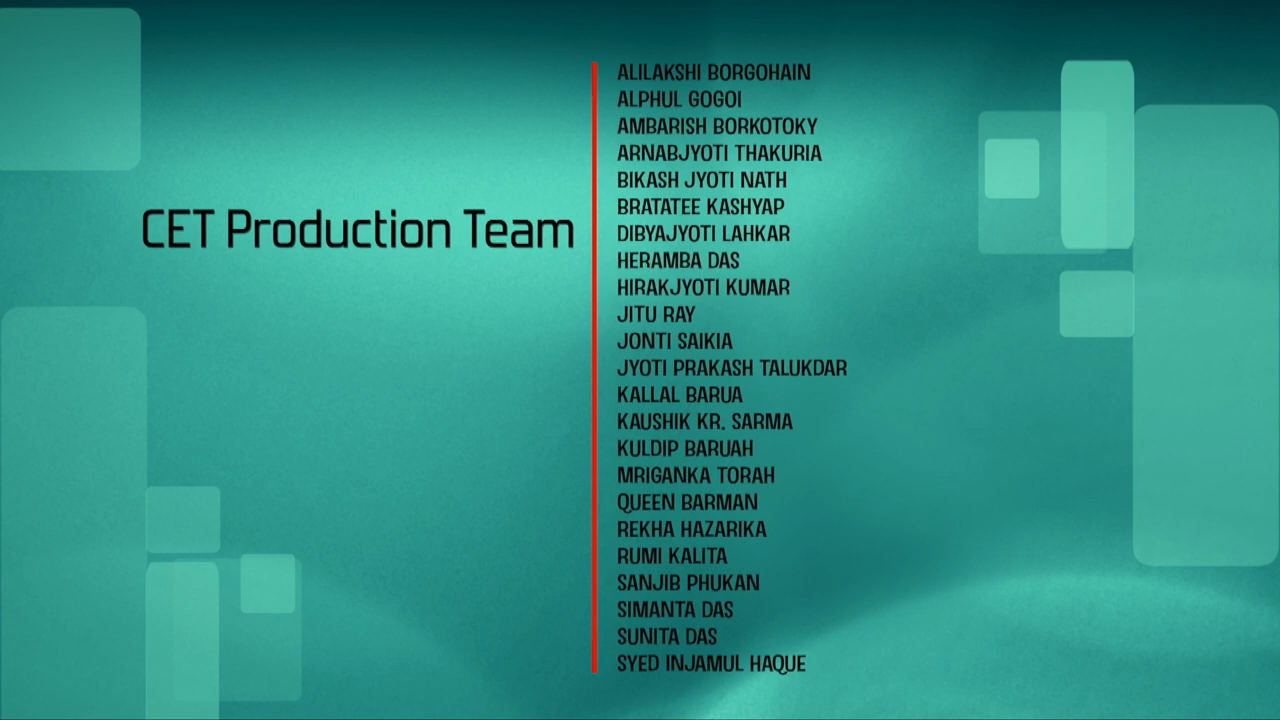 CET Production Team
ALILAKSHI BORGOHAIN
ALPHUL GOGOI
AMBARISH BORKOTOKY
ARNABJYOTI THAKURIA
BIKASH JYOTI NATH
BRATATEE KASHYAP
DIBYAJYOTI LAHKAR
HERAMBA DAS
HIRAKJYOTI KUMAR
JITU RAY
JONTI SAIKIA
JYOTI PRAKASH TALUKDAR
KALLAL BARUA
KAUSHIK KR. SARMA
KULDIP BARUAH
MRIGANKA TORAH
QUEEN BARMAN
REKHA HAZARIKA
RUMI KALITA
SANJIB PHUKAN
SIMANTA DAS
SUNITA DAS
SYED INJAMUL HAQUE